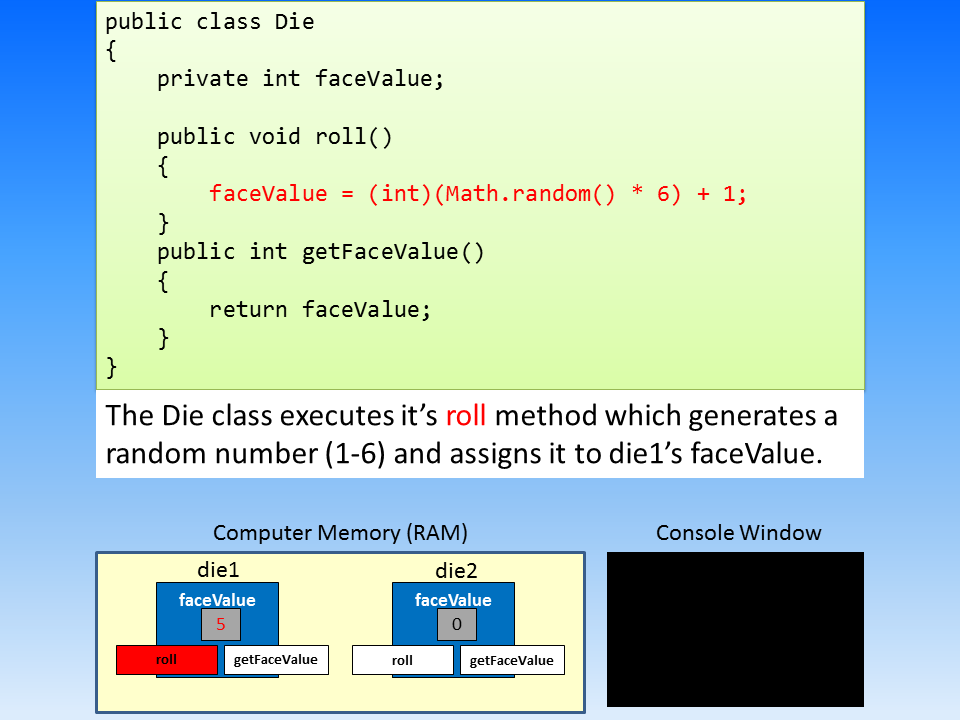 public class Die
{
    private int faceValue;

    public void roll()
    {
        faceValue = (int)(Math.random() * 6) + 1;
    }
    public int getFaceValue()
    {
        return faceValue;
    }
}
The Die class executes it’s roll method which generates a
random number (1-6) and assigns it to die1’s faceValue.
Computer Memory (RAM)
die1
faceValue
5
roll
getFaceValue
die2
faceValue
0
roll
getFaceValue
Console Window